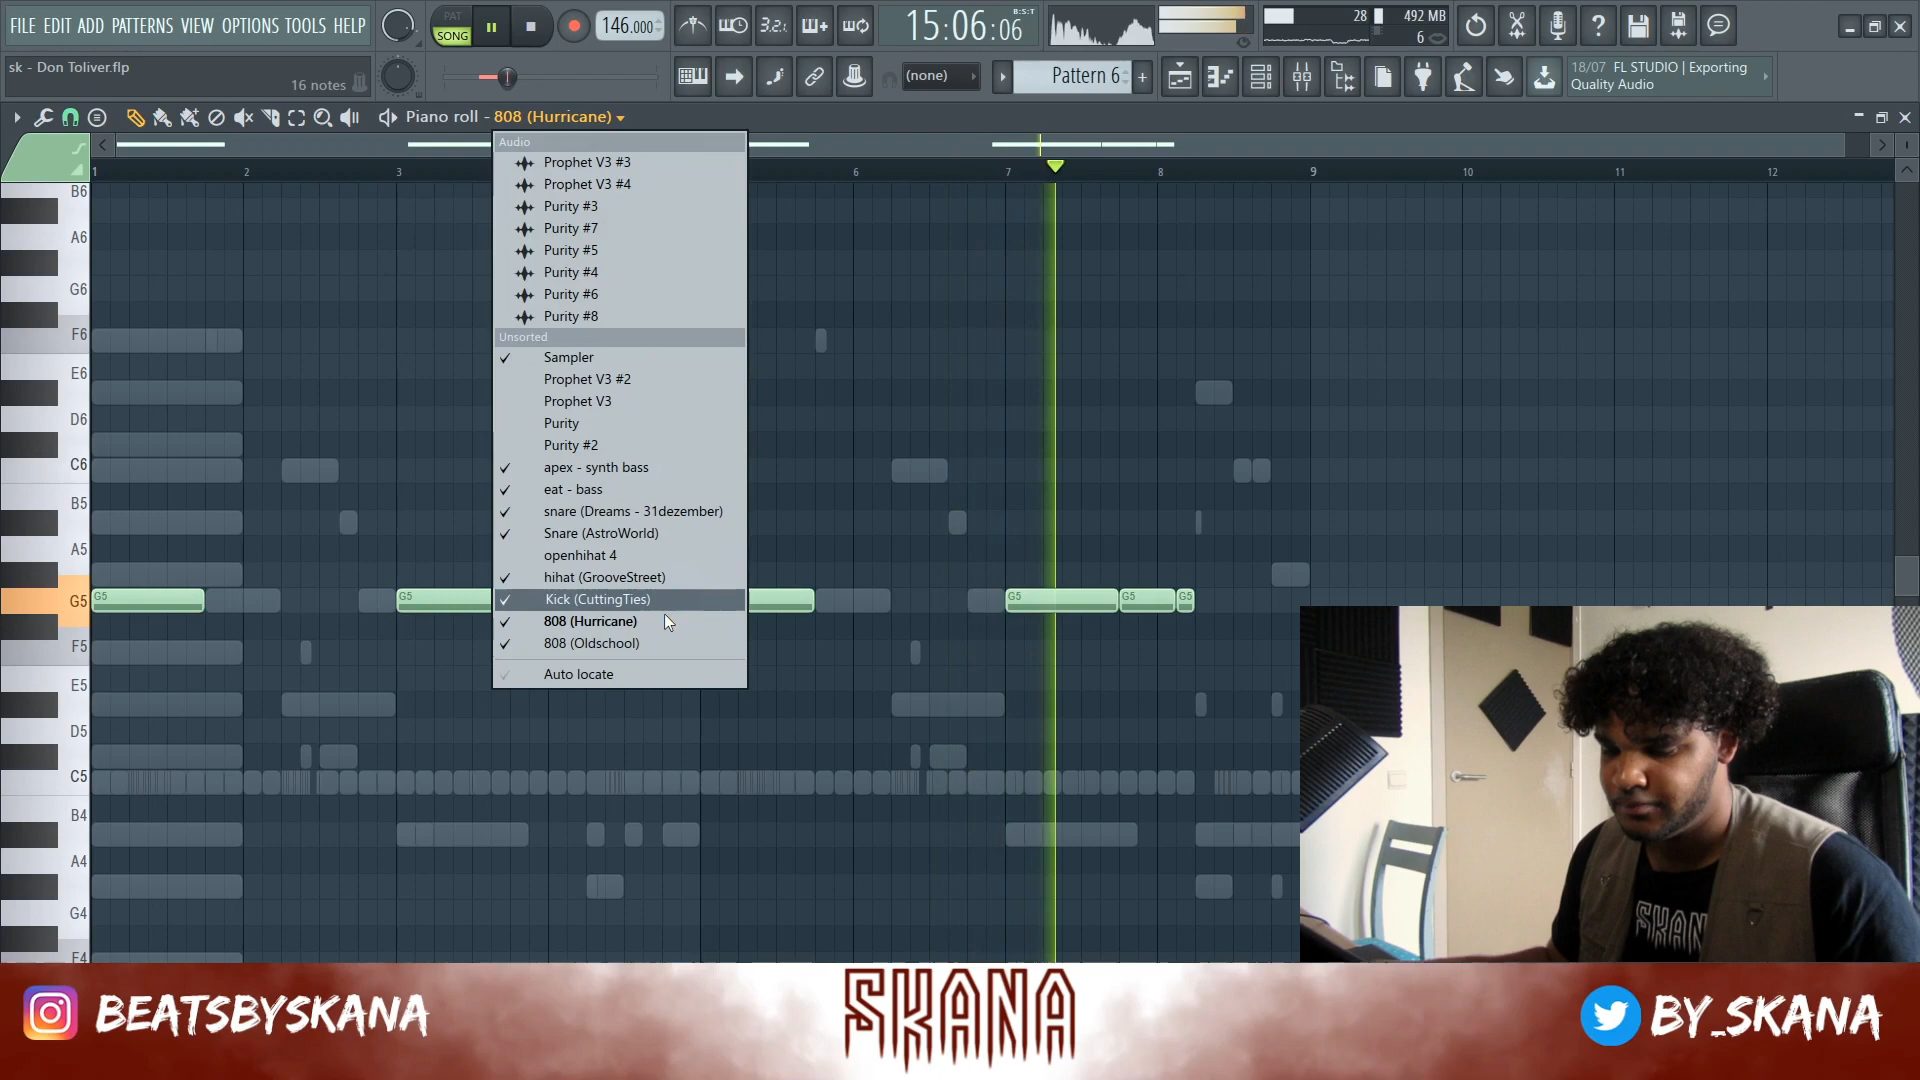 FILE EDIT ADD PATTERNS VIEW OPTIONS TOOLS HELP
PAT
SONG
146.000
3.2.1
15:06:06
B:S:T
28
492 MB
6
sk - Don Toliver.flp
16 notes
(none)
Pattern 6
18/07 FL STUDIO | Exporting
Quality Audio
Piano roll - 808 (Hurricane)
1 2 3 6 7 8 9 10 11 12
Audio
Prophet V3 #3
Prophet V3 #4
Purity #3
Purity #7
Purity #5
Purity #4
Purity #6
Purity #8
Unsorted
Sampler
Prophet V3 #2
Prophet V3
Purity
Purity #2
apex - synth bass
eat - bass
snare (Dreams - 31dezember)
Snare (AstroWorld)
openhihat 4
hihat (GrooveStreet)
Kick (CuttingTies)
808 (Hurricane)
808 (Oldschool)
Auto locate
B6
A6
G6
F6
E6
D6
C6
B5
A5
G5
G5 G5 G5 G5 G5
F5
E5
D5
C5
B4
A4
G4
F4
SKANA
BEATSBYSKANA
SKANA
BY_SKANA